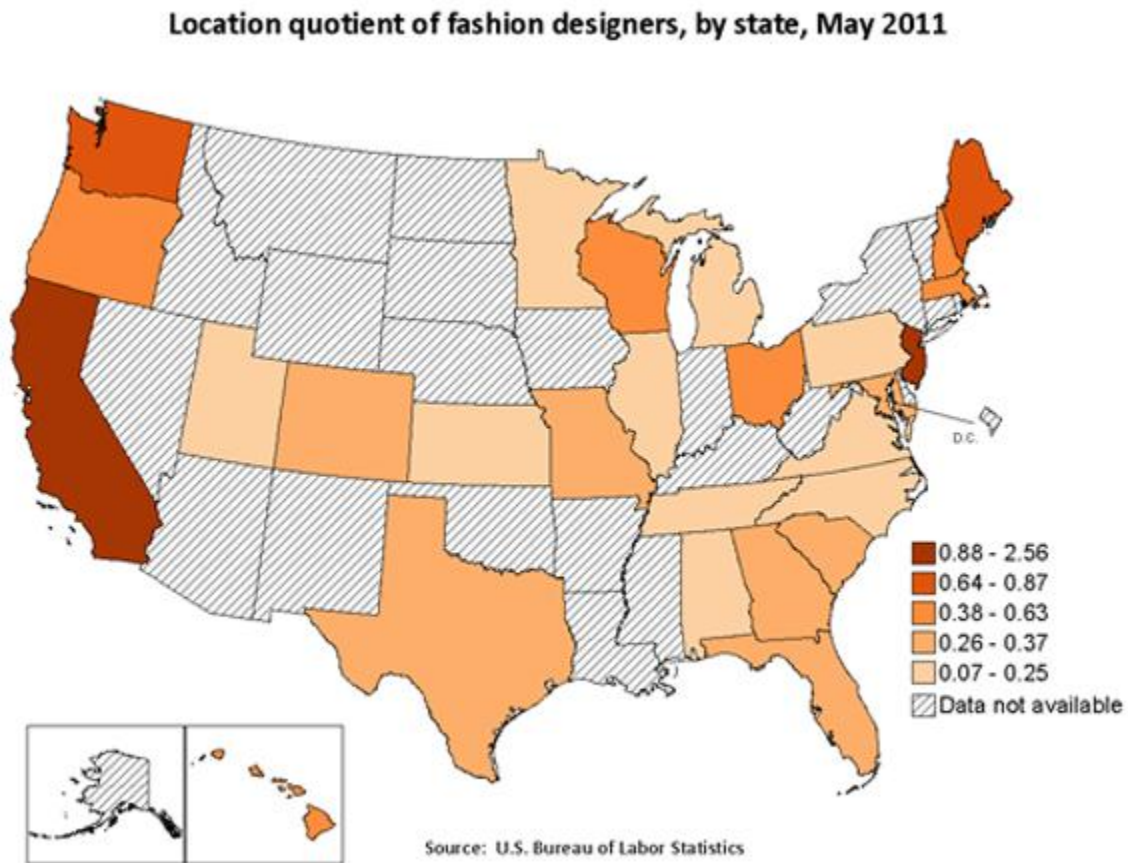 Location quotient of fashion designers, by state, May 2011
D.C.
0.88 - 2.56
0.64 - 0.87
0.38 - 0.63
0.26 - 0.37
0.07 - 0.25
Data not available
Source: U.S. Bureau of Labor Statistics